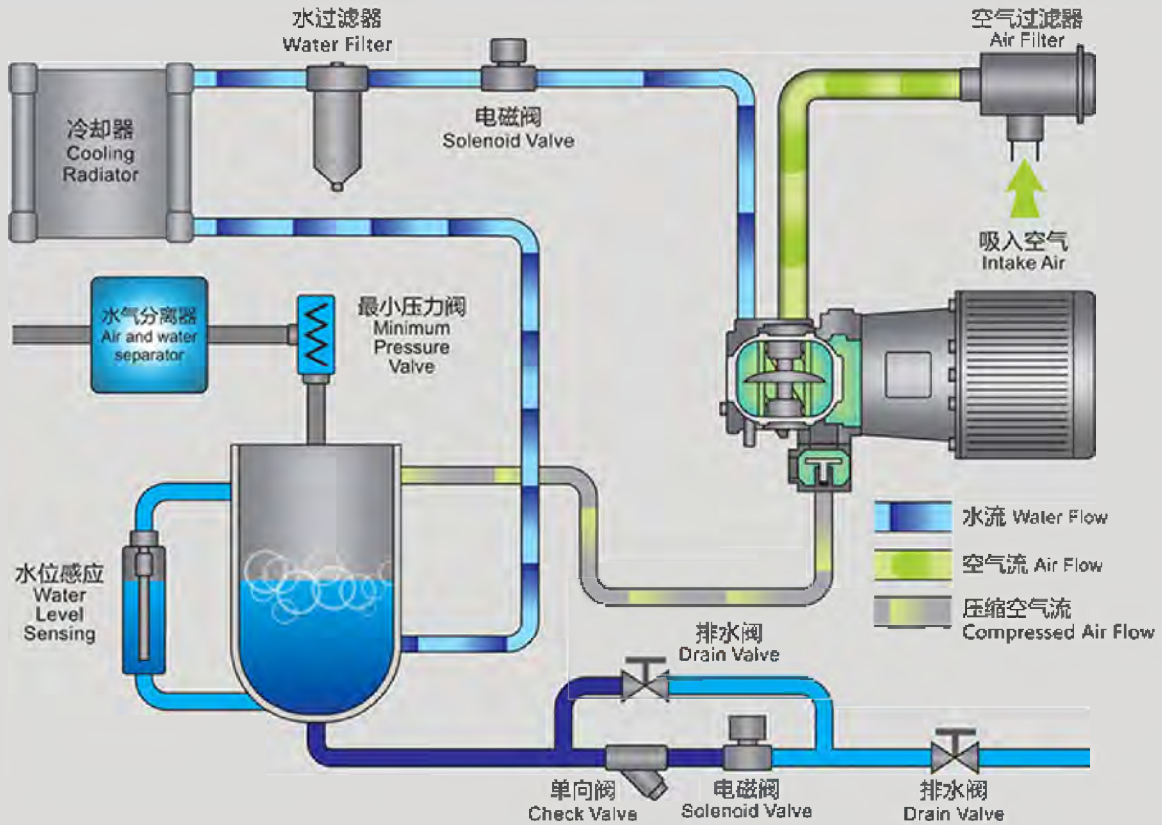 水过滤器
Water Filter
空气过滤器
Air Filter
冷却器
Cooling
Radiator
电磁阀
Solenoid Valve
吸入空气
Intake Air
水气分离器
Air and water
separator
最小压力阀
Minimum
Pressure
Valve
水流 Water Flow
空气流 Air Flow
压缩空气流
Compressed Air Flow
水位感应
Water
Level
Sensing
排水阀
Drain Valve
单向阀
Check Valve
电磁阀
Solenoid Valve
排水阀
Drain Valve